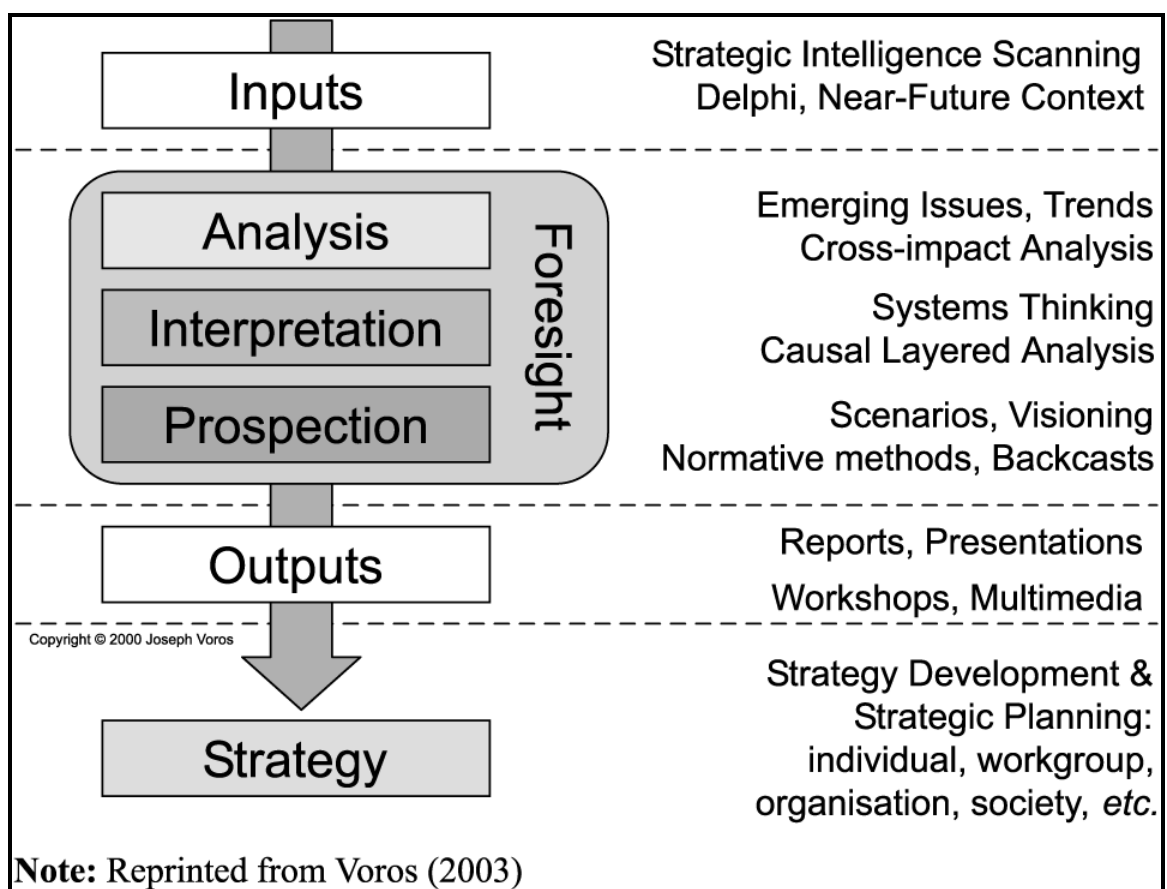 Inputs
Strategic Intelligence Scanning
Delphi, Near-Future Context
Foresight
Analysis
Emerging Issues, Trends
Cross-impact Analysis
Interpretation
Systems Thinking
Causal Layered Analysis
Prospection
Scenarios, Visioning
Normative methods, Backcasts
Outputs
Reports, Presentations
Workshops, Multimedia
Copyright © 2000 Joseph Voros
Strategy
Strategy Development &
Strategic Planning:
individual, workgroup,
organisation, society, etc.
Note: Reprinted from Voros (2003)